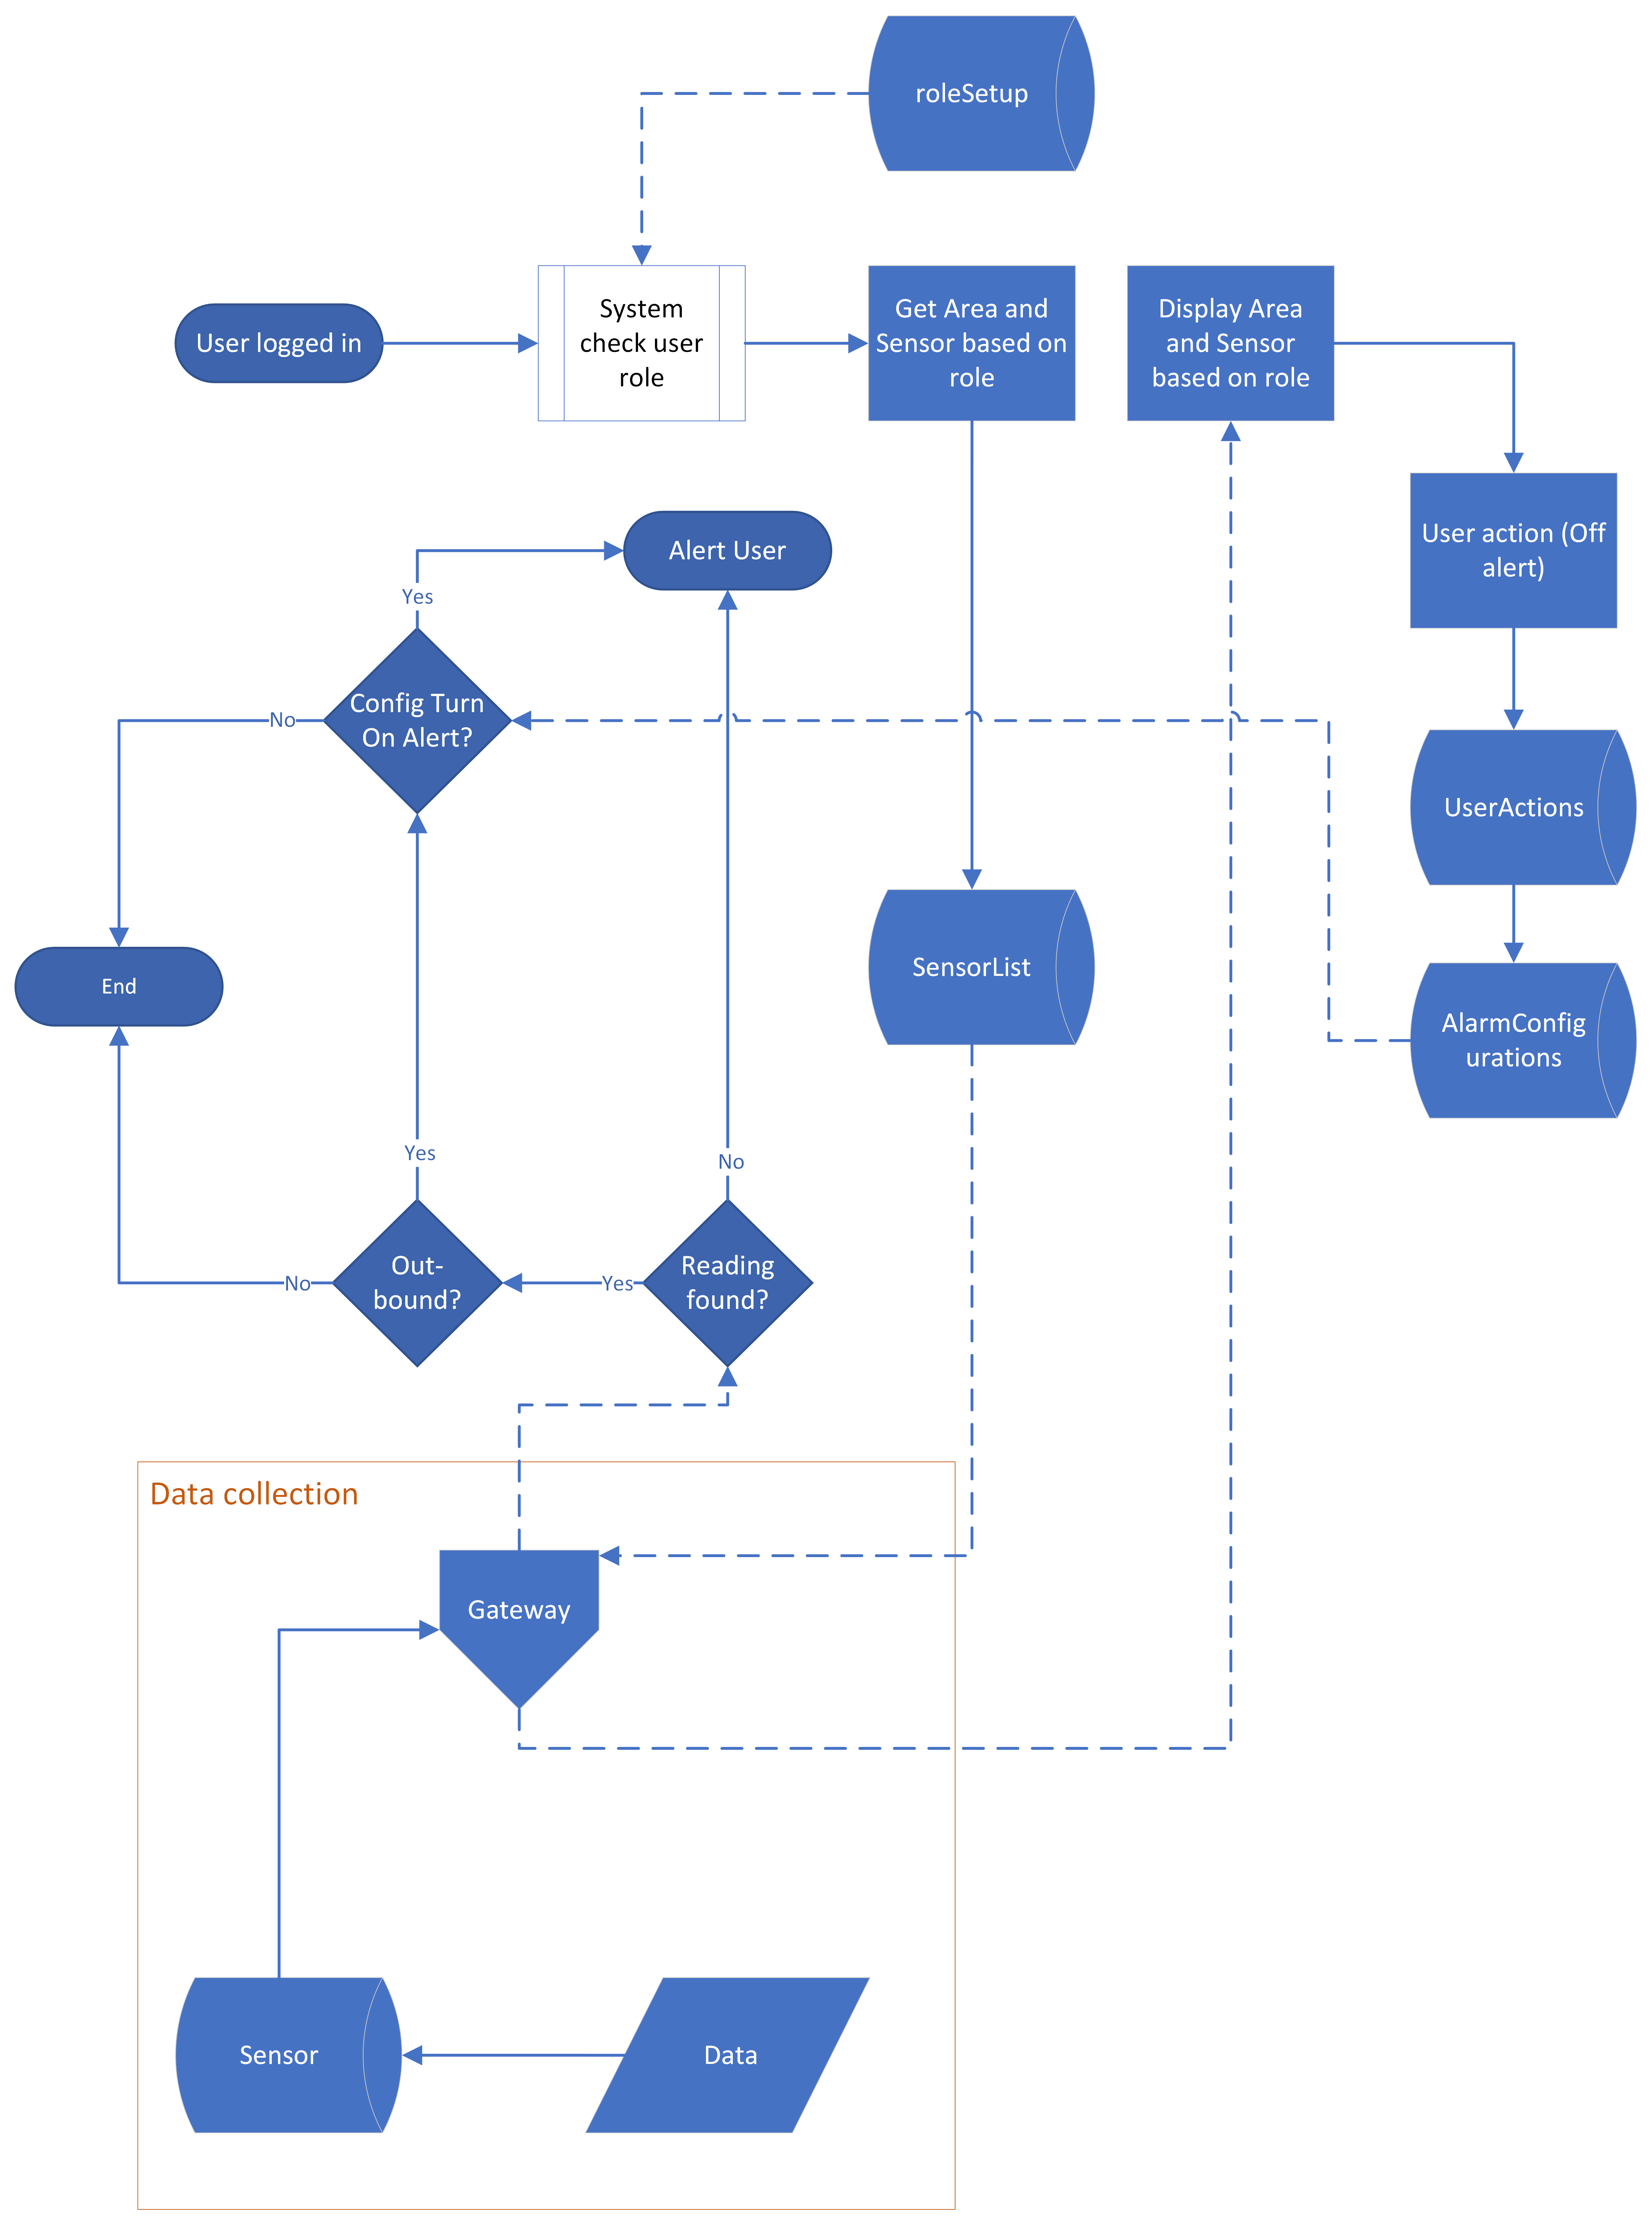 roleSetup
User logged in
System
check user
role
Get Area and
Sensor based on
role
Display Area
and Sensor
based on role
User action (Off
alert)
Alert User
Yes
Config Turn
On Alert?
No
UserActions
SensorList
End
AlarmConfig
urations
Yes
No
Out-
bound?
No
Yes
Reading
found?
Data collection
Gateway
Sensor
Data